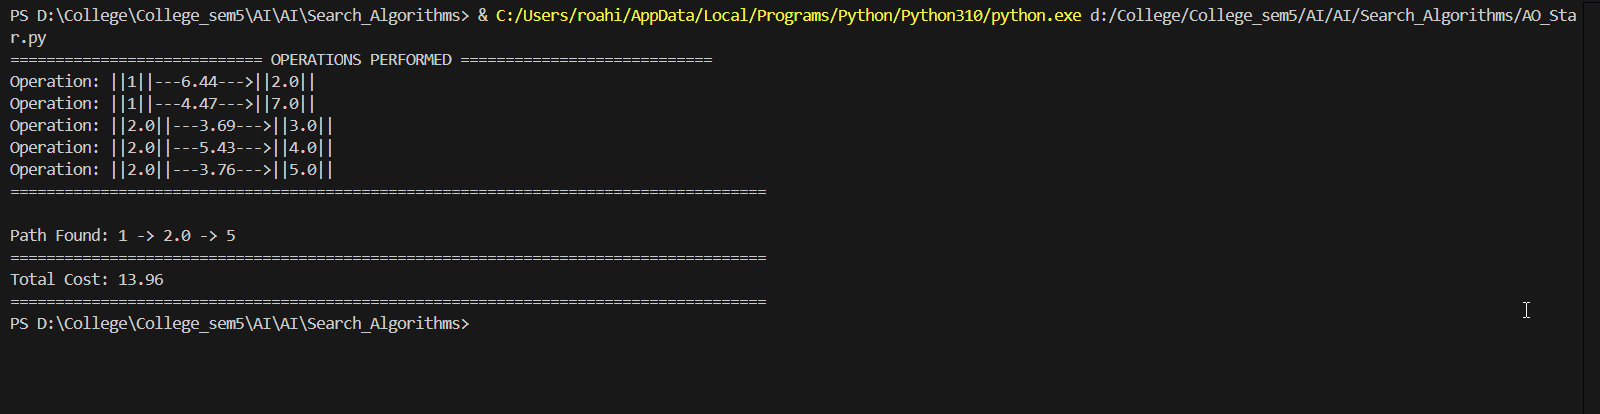 PS D:\College\College_sem5\AI\AI\Search_Algorithms> & C:/Users/roahi/AppData/Local/Programs/Python/Python310/python.exe d:/College/College_sem5/AI/AI/Search_Algorithms/AO_Sta
r.py
============================ OPERATIONS PERFORMED ============================
Operation: ||1||---6.44--->||2.0||
Operation: ||1||---4.47--->||7.0||
Operation: ||2.0||---3.69--->||3.0||
Operation: ||2.0||---5.43--->||4.0||
Operation: ||2.0||---3.76--->||5.0||
====================================================================================
Path Found: 1 -> 2.0 -> 5
====================================================================================
Total Cost: 13.96
====================================================================================
PS D:\College\College_sem5\AI\AI\Search_Algorithms>